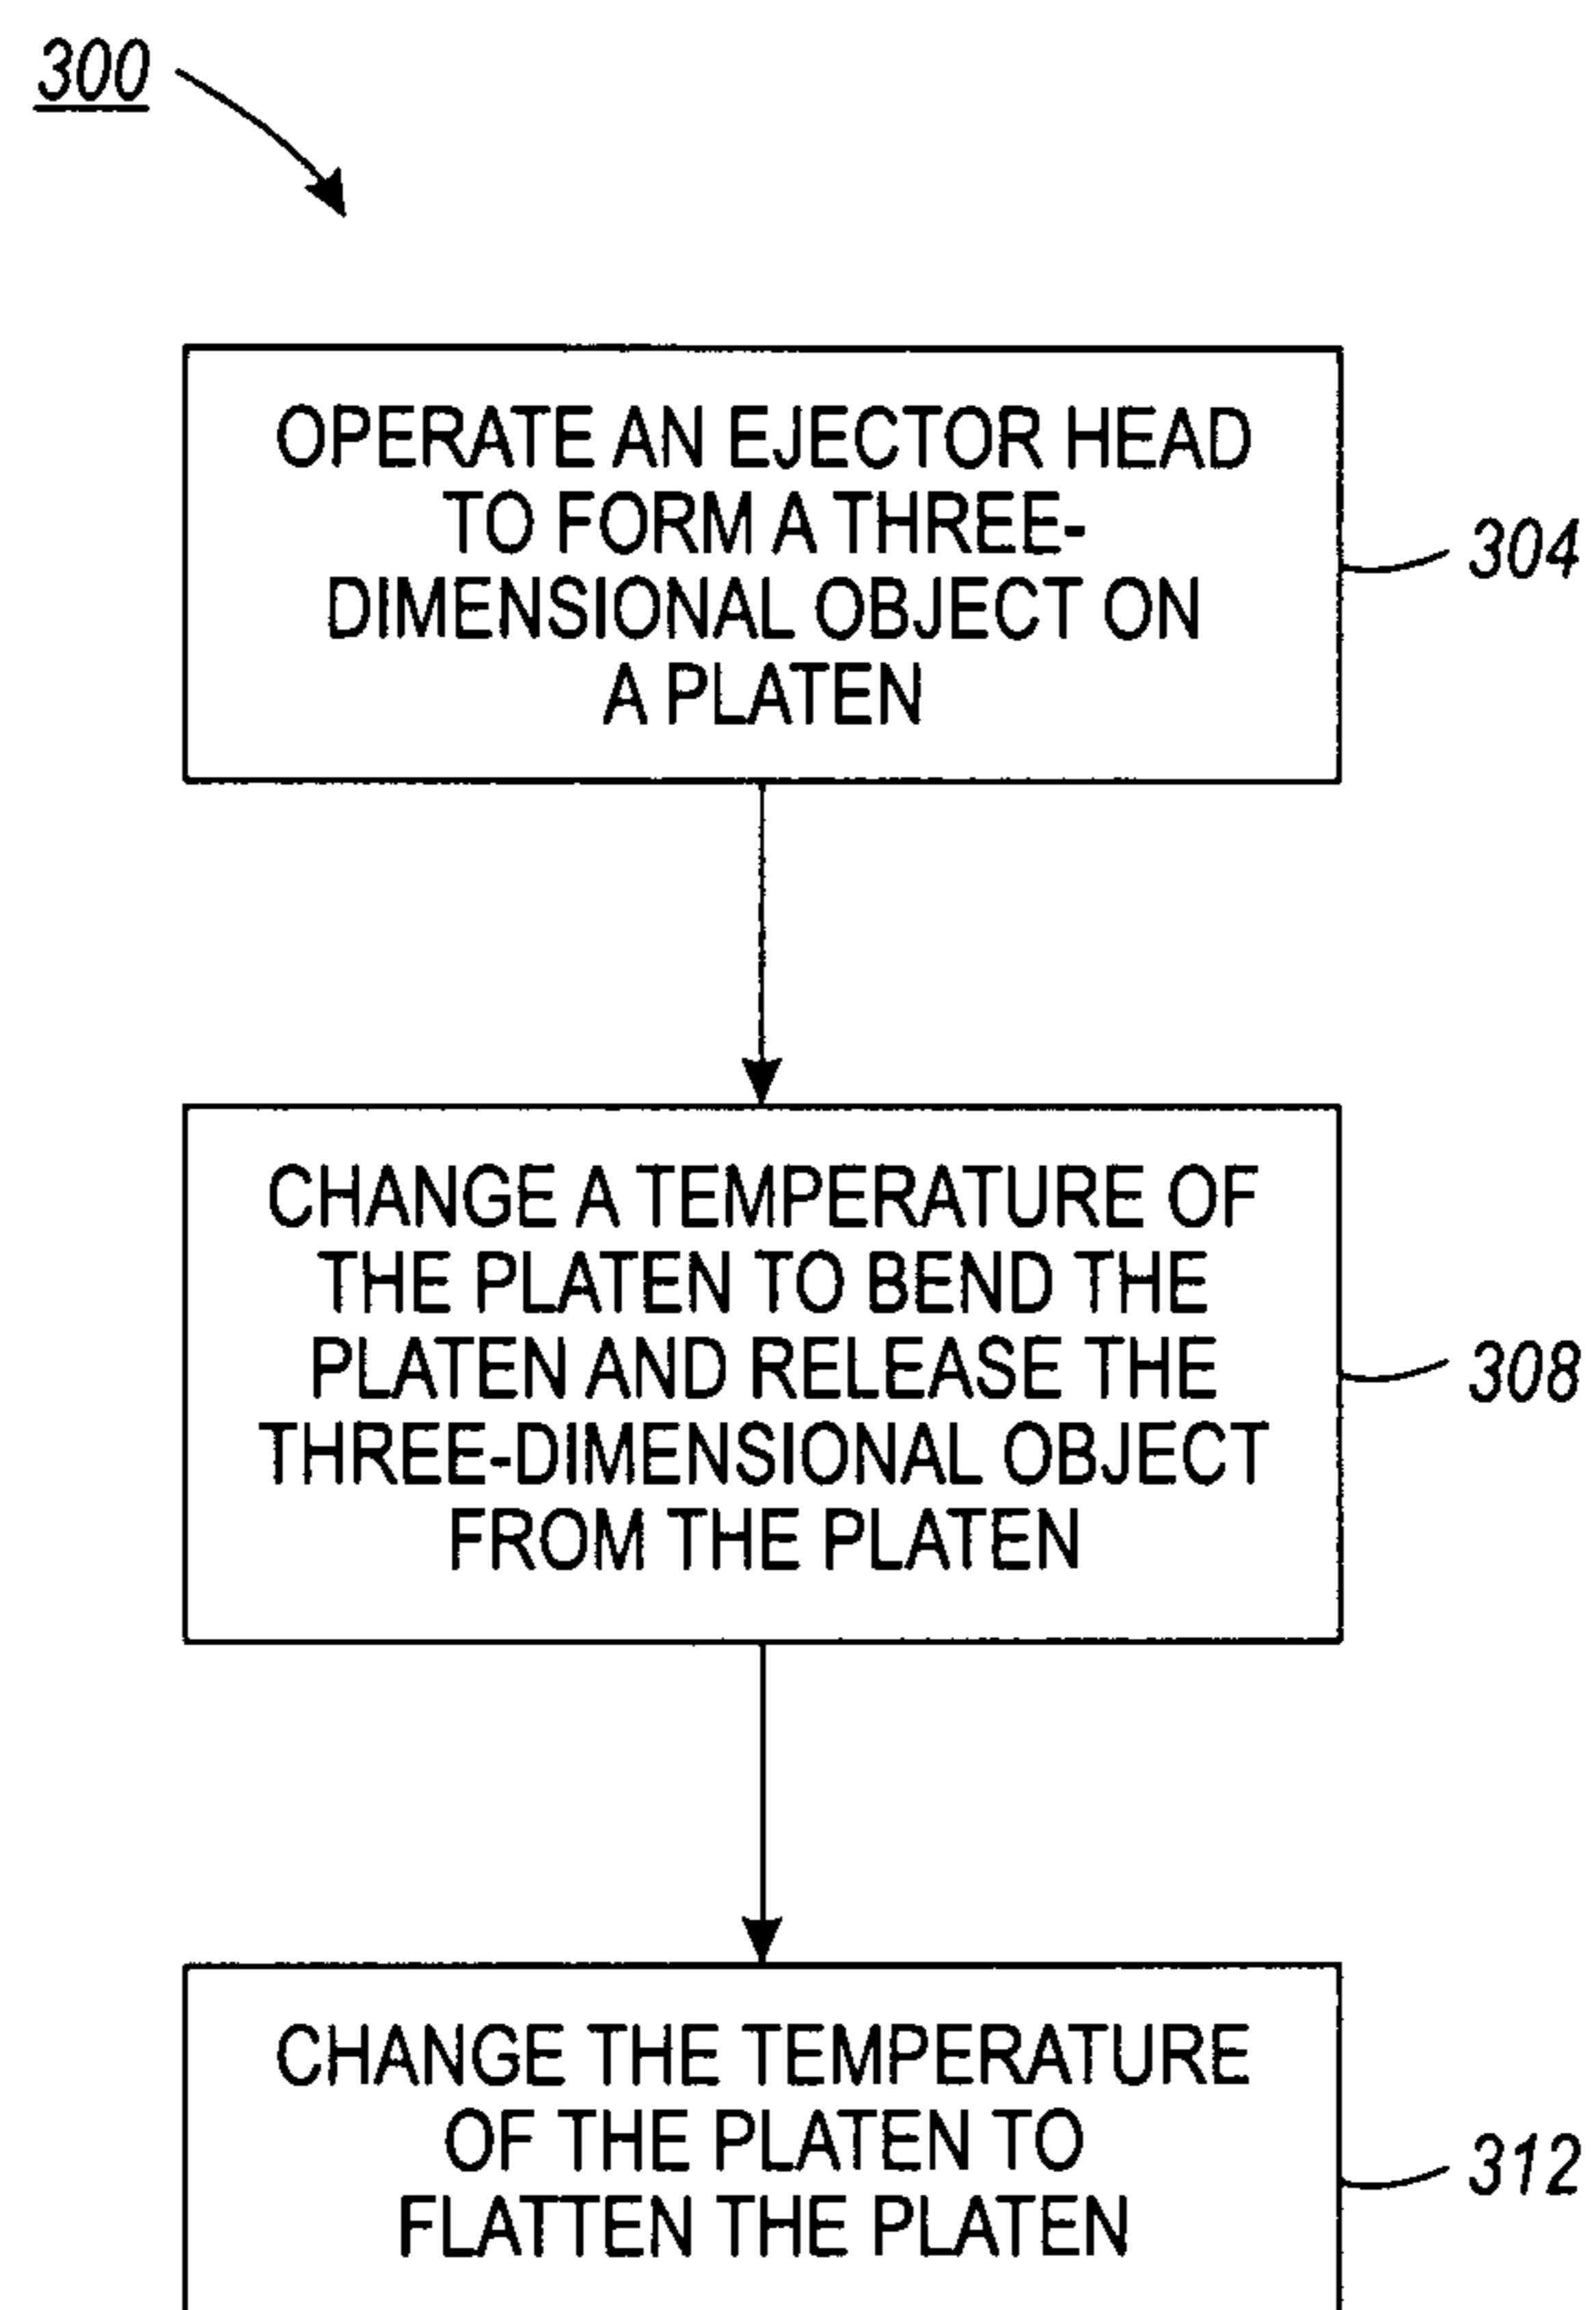 300
OPERATE AN EJECTOR HEAD
TO FORM A THREE-
DIMENSIONAL OBJECT ON
A PLATEN
304
CHANGE A TEMPERATURE OF
THE PLATEN TO BEND THE
PLATEN AND RELEASE THE
THREE-DIMENSIONAL OBJECT
FROM THE PLATEN
308
CHANGE THE TEMPERATURE
OF THE PLATEN TO
FLATTEN THE PLATEN
312